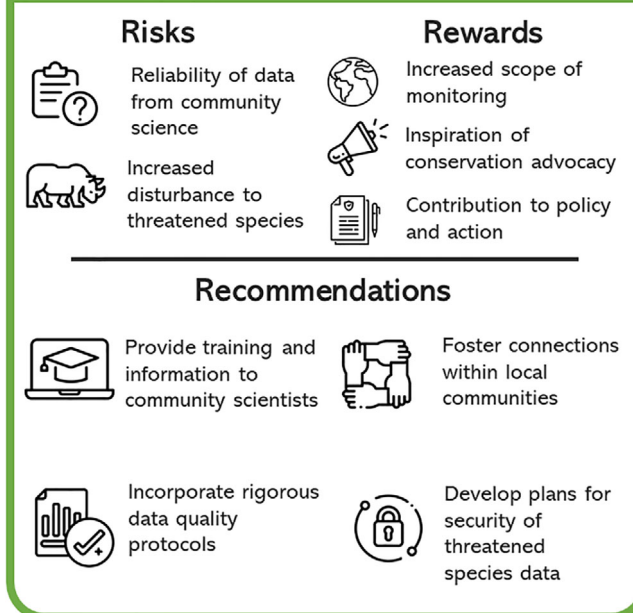 Risks
Reliability of data
from community
science
Increased
disturbance to
threatened species
Rewards
Increased scope of
monitoring
Inspiration of
conservation advocacy
Contribution to policy
and action
Recommendations
Provide training and
information to
community scientists
Foster connections
within local
communities
Incorporate rigorous
data quality
protocols
Develop plans for
security of
threatened
species data